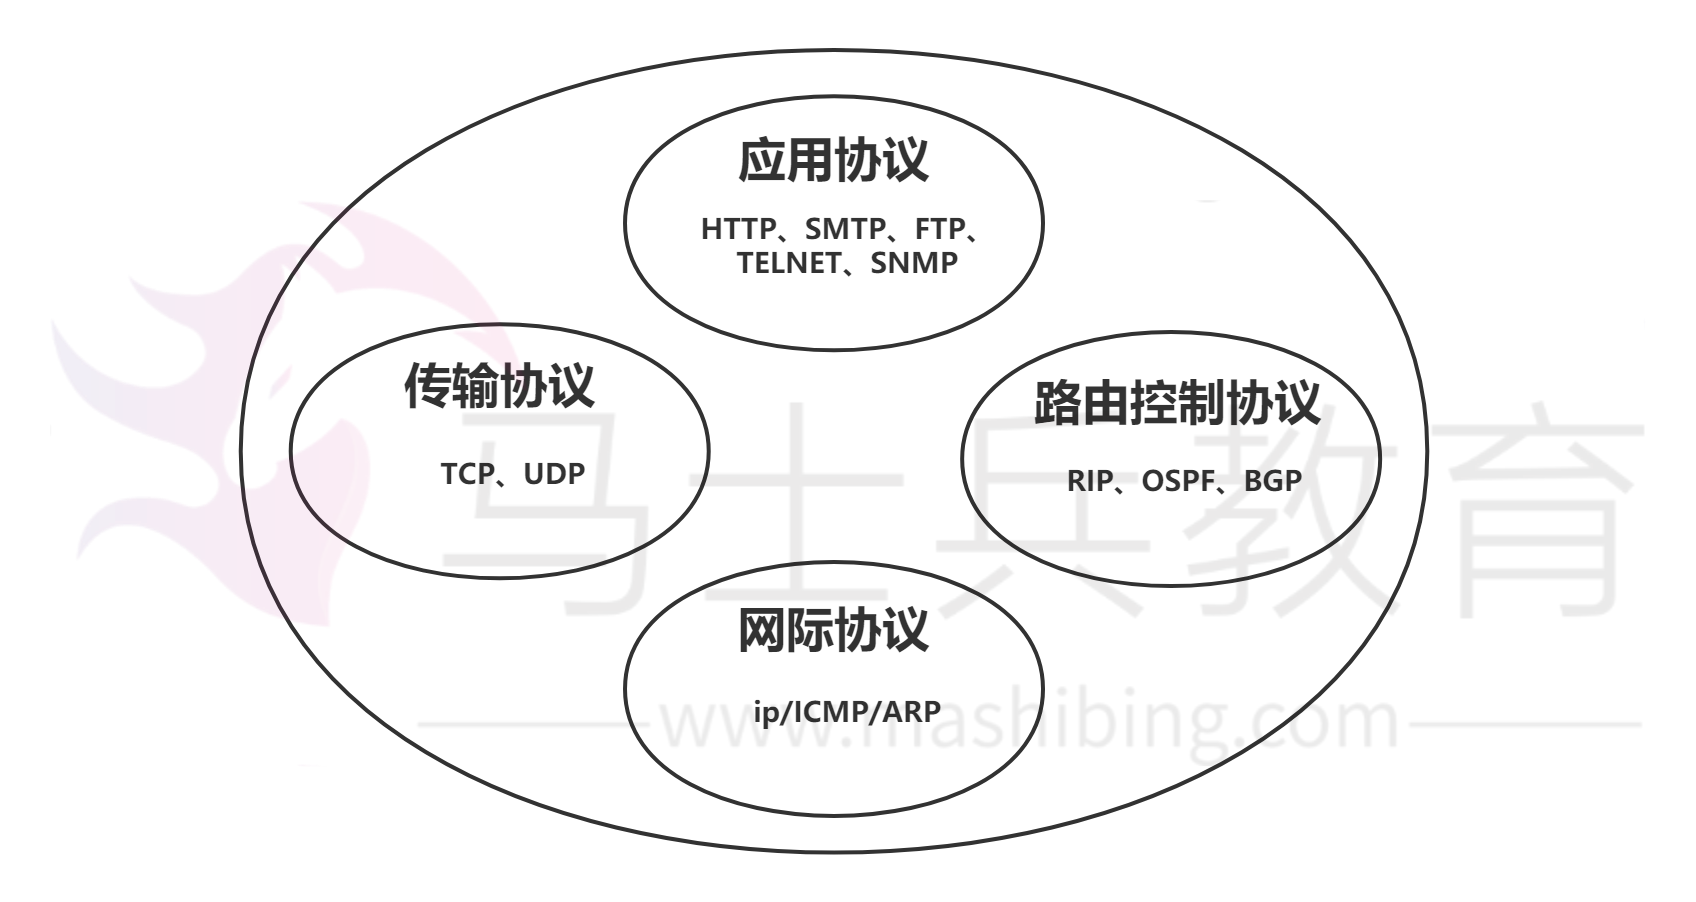 应用协议
HTTP、SMTP、FTP、
TELNET、SNMP
传输协议
TCP、UDP
路由控制协议
RIP、OSPF、BGP
网际协议
ip/ICMP/ARP
马士兵教育
www.mashibing.com